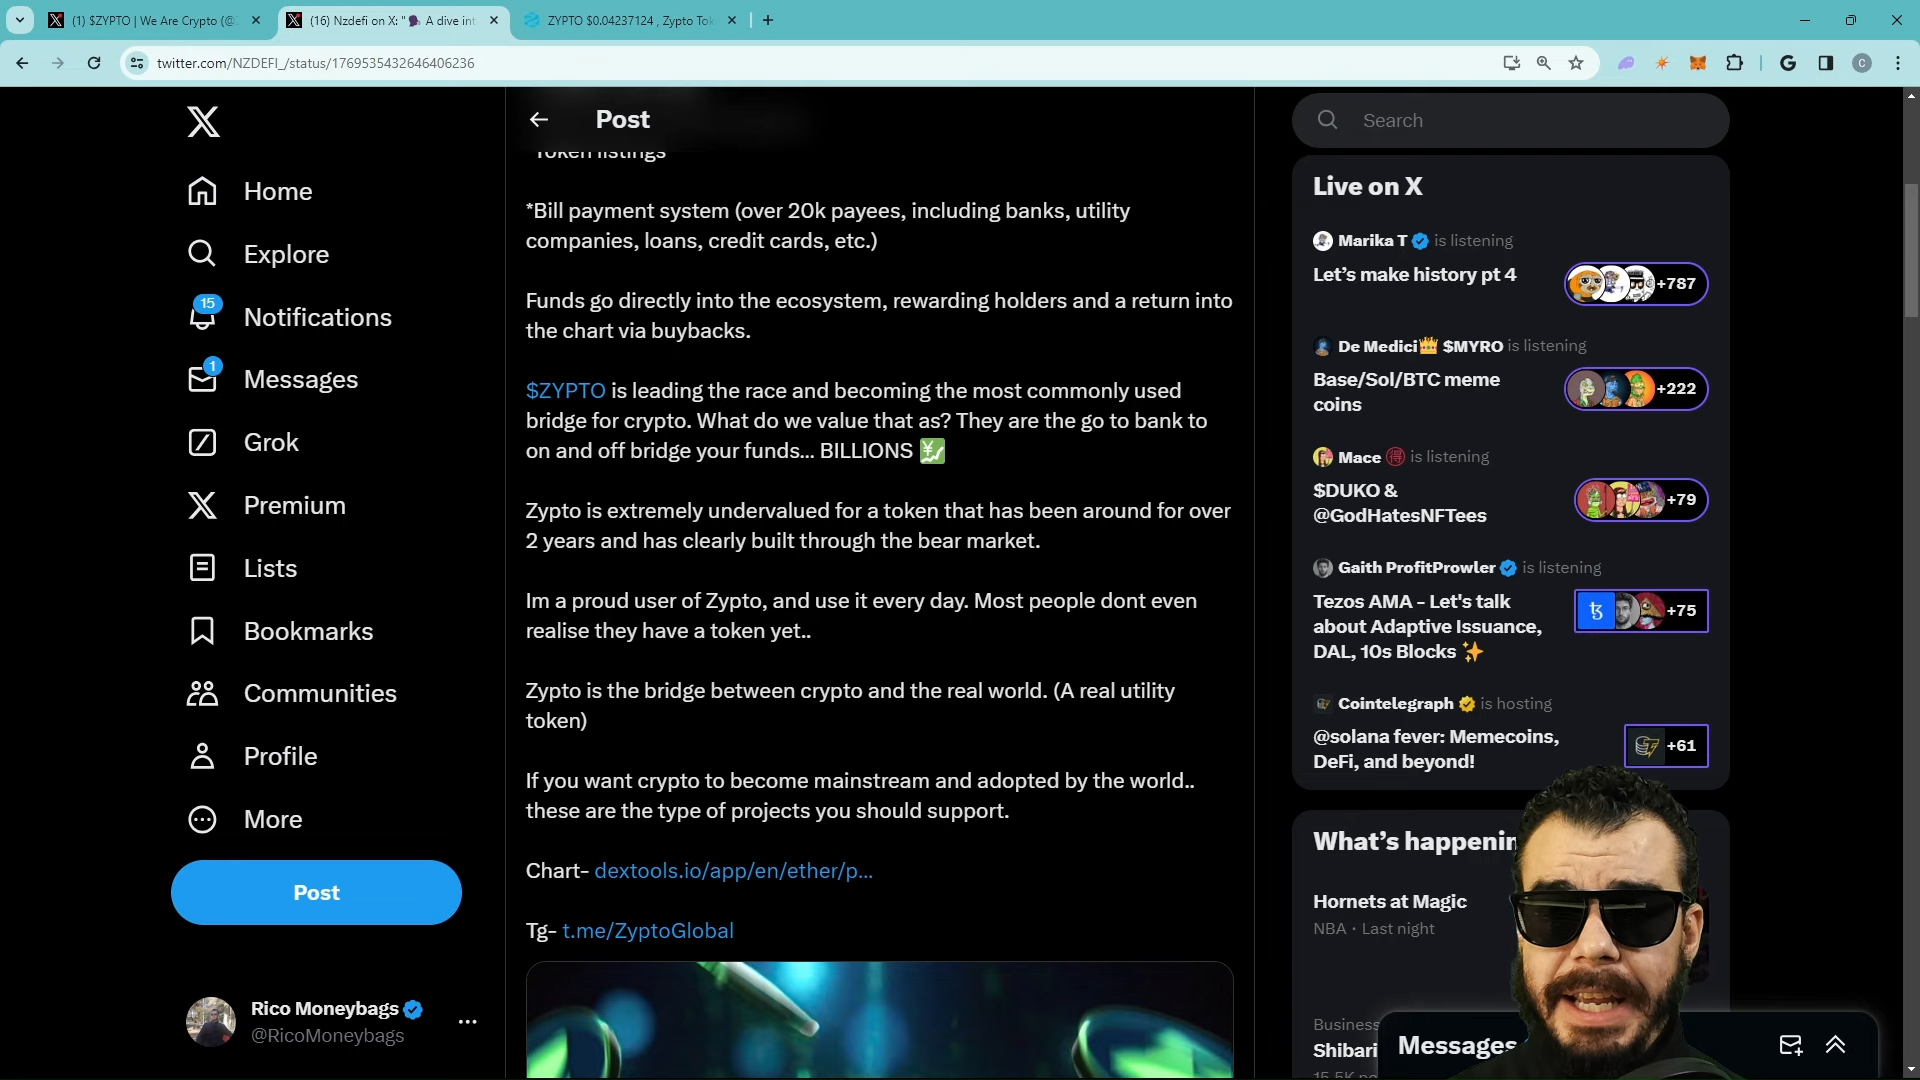 (1) $ZYPTO | We Are Crypto (@
(16) Nzdefi on X: "🗣 A dive int
ZYPTO $0.04237124 , Zypto Tok
twitter.com/NZDEFI_/status/1769535432646406236
C
Home
Explore
15
Notifications
1
Messages
Grok
Premium
Lists
Bookmarks
Communities
Profile
More
Post
Rico Moneybags
@RicoMoneybags
Post
Token listings
*Bill payment system (over 20k payees, including banks, utility
companies, loans, credit cards, etc.)
Funds go directly into the ecosystem, rewarding holders and a return into
the chart via buybacks.
$ZYPTO is leading the race and becoming the most commonly used
bridge for crypto. What do we value that as? They are the go to bank to
on and off bridge your funds... BILLIONS 💹
Zypto is extremely undervalued for a token that has been around for over
2 years and has clearly built through the bear market.
Im a proud user of Zypto, and use it every day. Most people dont even
realise they have a token yet..
Zypto is the bridge between crypto and the real world. (A real utility
token)
If you want crypto to become mainstream and adopted by the world..
these are the type of projects you should support.
Chart- dextools.io/app/en/ether/p...
Tg- t.me/ZyptoGlobal
Search
Live on X
Marika T is listening
Let's make history pt 4
+787
De Medici👑 $MYRO is listening
Base/Sol/BTC meme
coins
+222
Mace 🉐 is listening
$DUKO &
@GodHatesNFTees
+79
Gaith ProfitProwler is listening
Tezos AMA - Let's talk
about Adaptive Issuance,
DAL, 10s Blocks ✨
+75
Cointelegraph is hosting
@solana fever: Memecoins,
DeFi, and beyond!
+61
What's happenin
Hornets at Magic
NBA · Last night
Business
Shibari
Messages